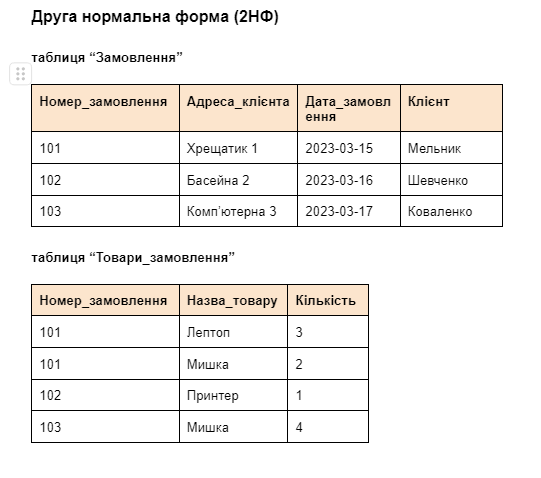 Друга нормальна форма (2НФ)
таблиця “Замовлення”
Номер_замовлення Адреса_клієнта Дата_замовл Клієнт
ення
101 Хрещатик 1 2023-03-15 Мельник
102 Басейна 2 2023-03-16 Шевченко
103 Комп’ютерна 3 2023-03-17 Коваленко
таблиця “Товари_замовлення”
Номер_замовлення Назва_товару Кількість
101 Лептоп 3
101 Мишка 2
102 Принтер 1
103 Мишка 4